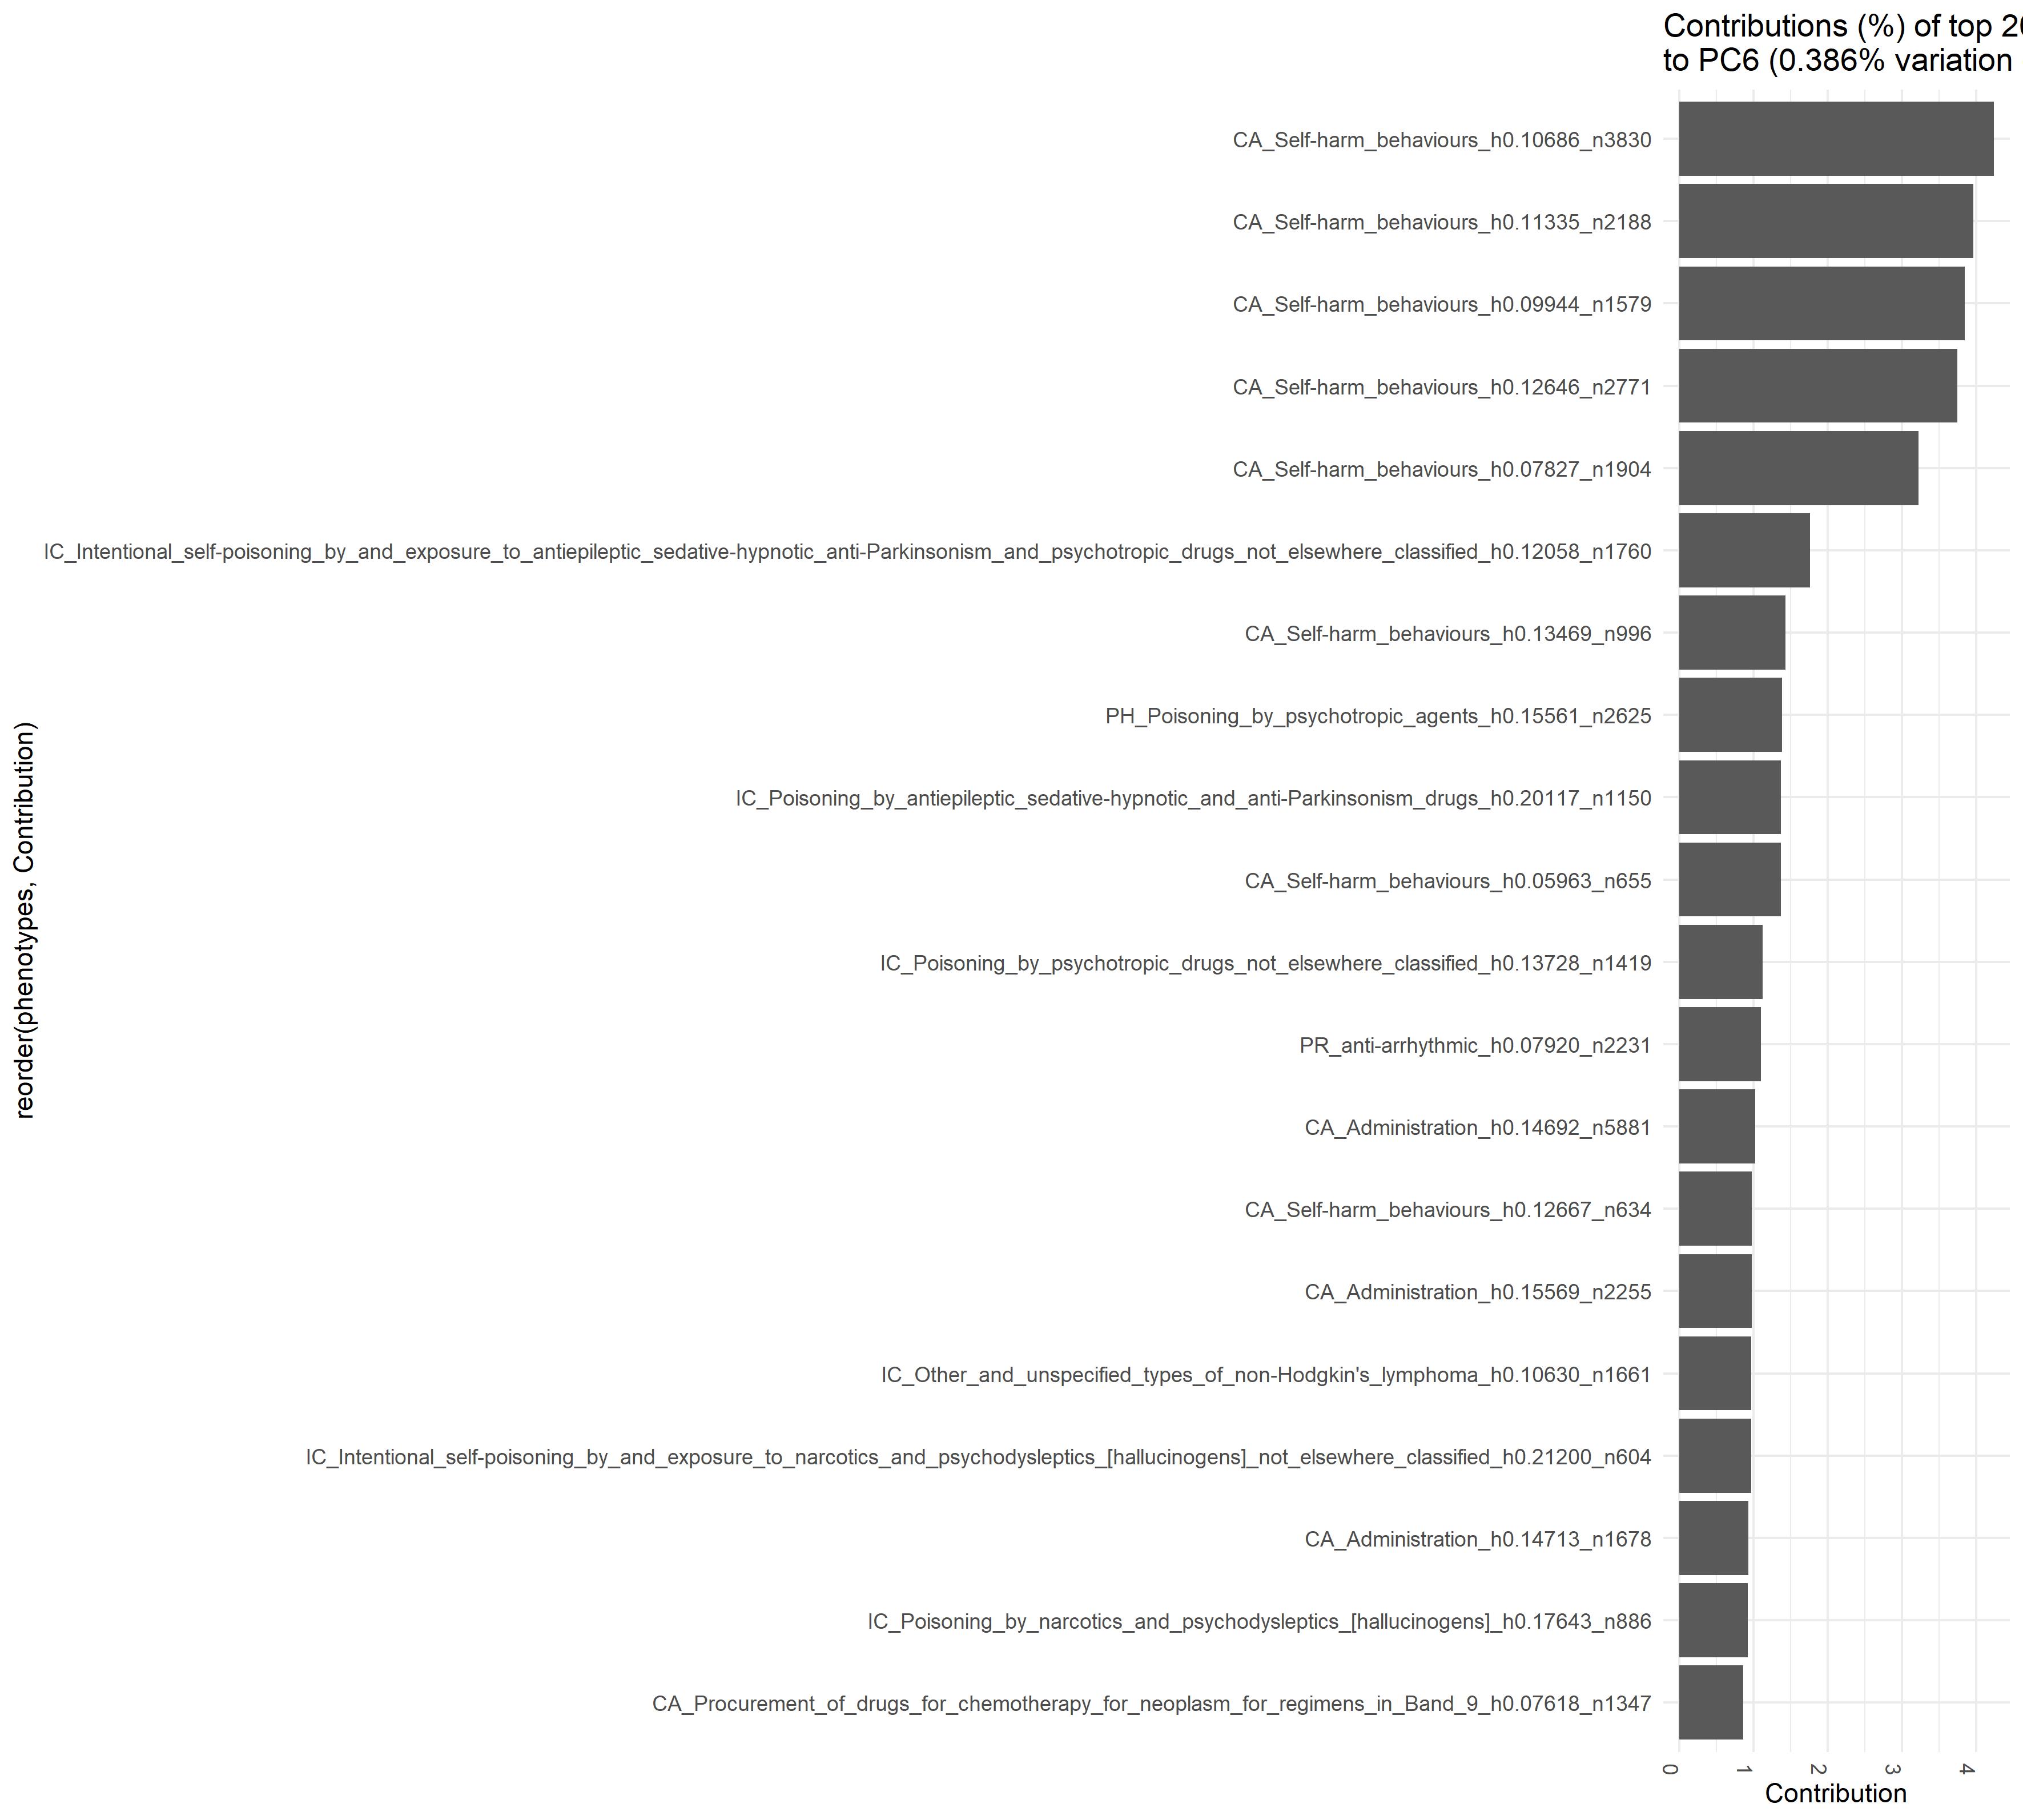 Contributions (%) of top 20
to PC6 (0.386% variation
CA_Self-harm_behaviours_h0.10686_n3830
CA_Self-harm_behaviours_h0.11335_n2188
CA_Self-harm_behaviours_h0.09944_n1579
CA_Self-harm_behaviours_h0.12646_n2771
CA_Self-harm_behaviours_h0.07827_n1904
IC_Intentional_self-poisoning_by_and_exposure_to_antiepileptic_sedative-hypnotic_anti-Parkinsonism_and_psychotropic_drugs_not_elsewhere_classified_h0.12058_n1760
CA_Self-harm_behaviours_h0.13469_n996
PH_Poisoning_by_psychotropic_agents_h0.15561_n2625
IC_Poisoning_by_antiepileptic_sedative-hypnotic_and_anti-Parkinsonism_drugs_h0.20117_n1150
CA_Self-harm_behaviours_h0.05963_n655
IC_Poisoning_by_psychotropic_drugs_not_elsewhere_classified_h0.13728_n1419
PR_anti-arrhythmic_h0.07920_n2231
CA_Administration_h0.14692_n5881
CA_Self-harm_behaviours_h0.12667_n634
CA_Administration_h0.15569_n2255
IC_Other_and_unspecified_types_of_non-Hodgkin's_lymphoma_h0.10630_n1661
IC_Intentional_self-poisoning_by_and_exposure_to_narcotics_and_psychodysleptics_[hallucinogens]_not_elsewhere_classified_h0.21200_n604
CA_Administration_h0.14713_n1678
IC_Poisoning_by_narcotics_and_psychodysleptics_[hallucinogens]_h0.17643_n886
CA_Procurement_of_drugs_for_chemotherapy_for_neoplasm_for_regimens_in_Band_9_h0.07618_n1347
reorder(phenotypes, Contribution)
0 1 2 3 4
Contribution